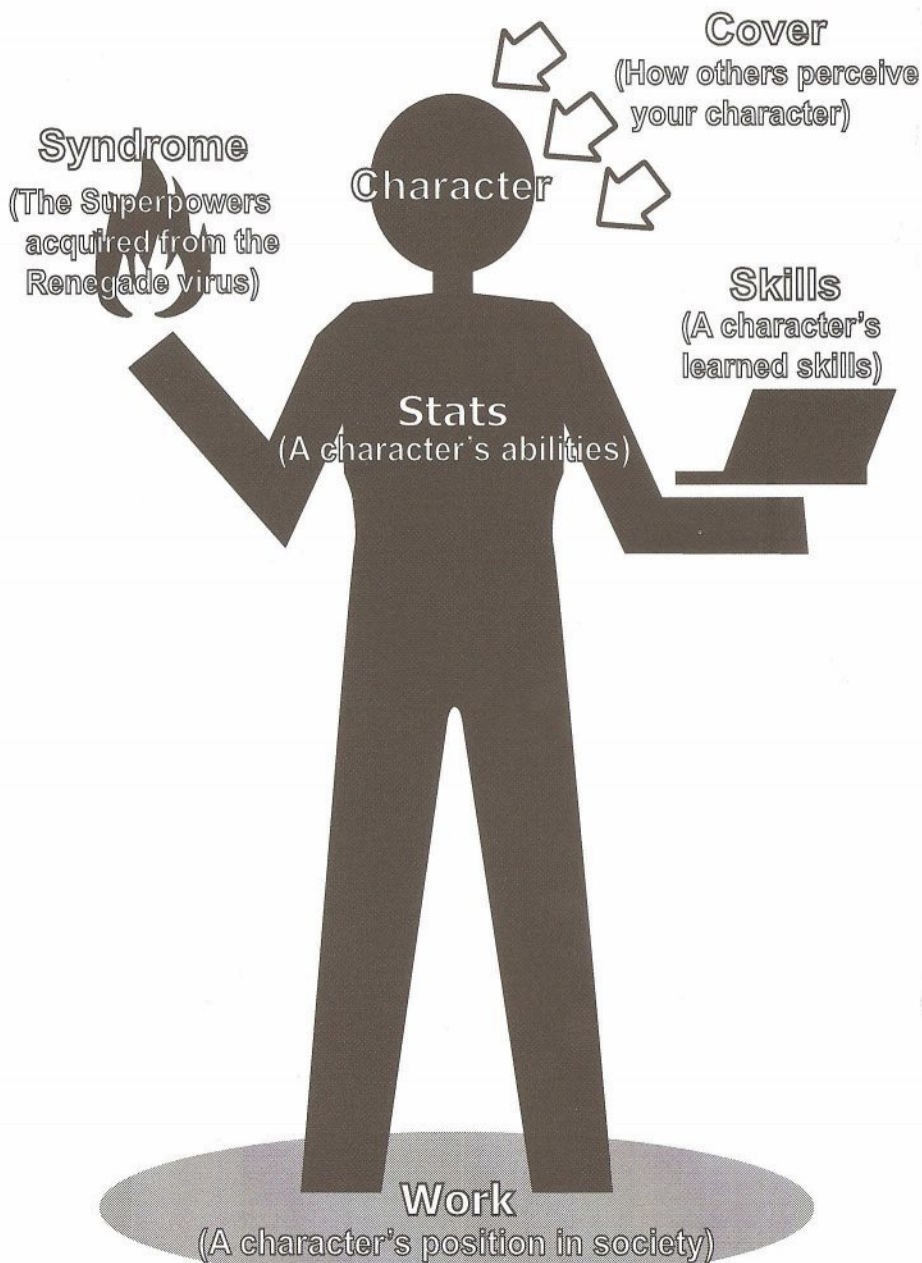 Cover
(How others perceive
your character)
Syndrome
(The Superpowers
acquired from the
Renegade virus)
Character
Skills
(A character's
learned skills)
Stats
(A character's abilities)
Work
(A character's position in society)